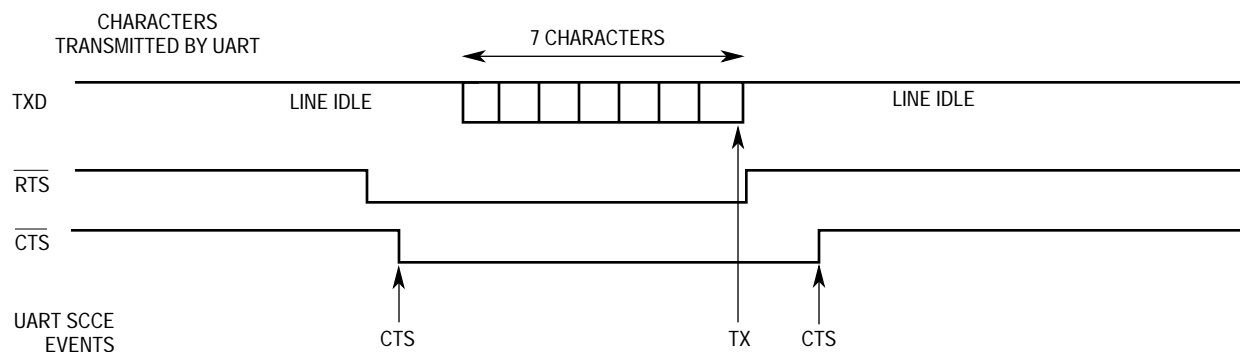 CHARACTERS
TRANSMITTED BY UART
7 CHARACTERS
TXD
LINE IDLE
LINE IDLE
RTS
CTS
UART SCCE
EVENTS
CTS
TX
CTS